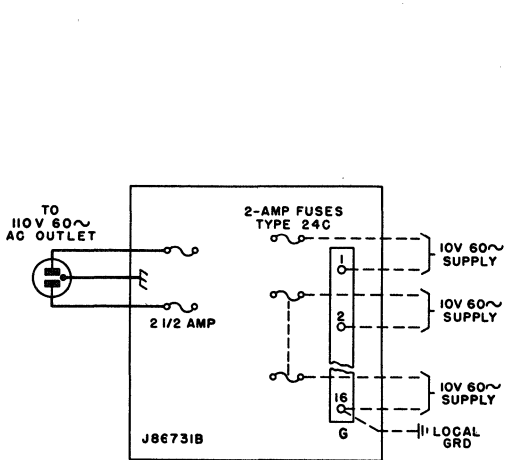 TO
110V 60~
AC OUTLET
2 1/2 AMP
2-AMP FUSES
TYPE 24C
1
10V 60~
SUPPLY
2
10V 60~
SUPPLY
16
10V 60~
SUPPLY
G
LOCAL
GRD
J86731B